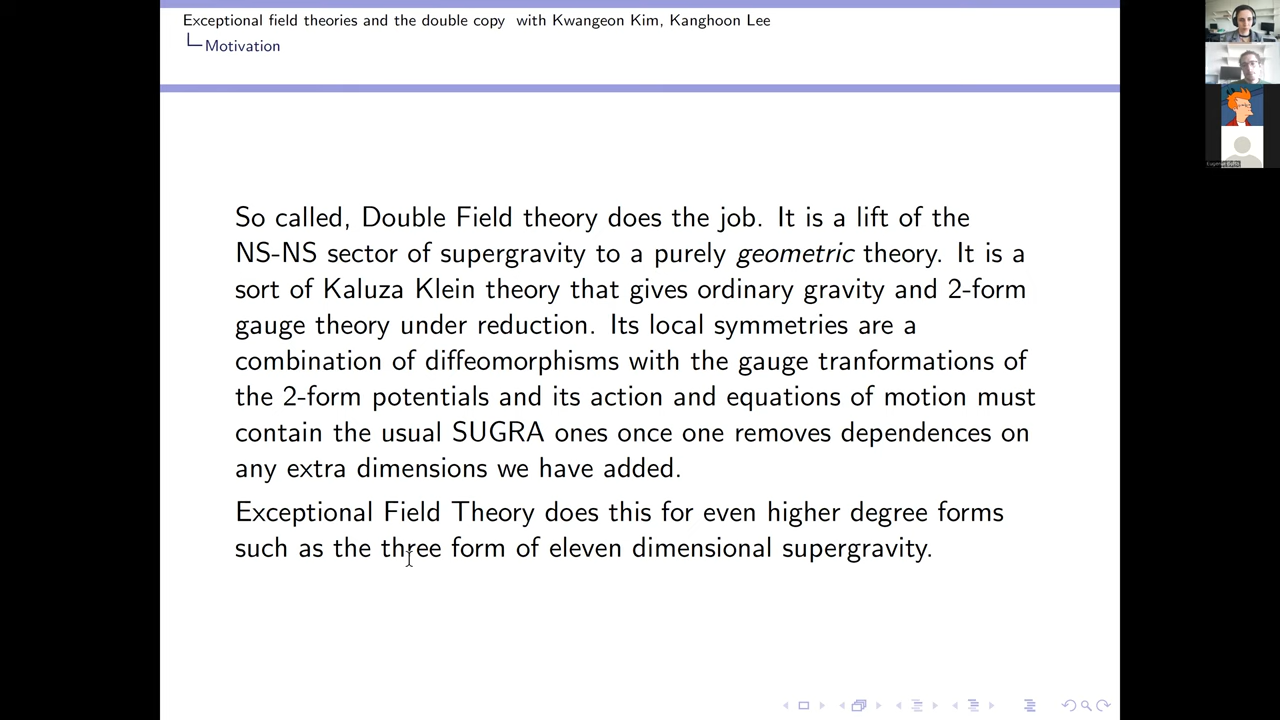 Exceptional field theories and the double copy with Kwangeon Kim, Kanghoon Lee
Motivation
So called, Double Field theory does the job. It is a lift of the
NS-NS sector of supergravity to a purely geometric theory. It is a
sort of Kaluza Klein theory that gives ordinary gravity and 2-form
gauge theory under reduction. Its local symmetries are a
combination of diffeomorphisms with the gauge tranformations of
the 2-form potentials and its action and equations of motion must
contain the usual SUGRA ones once one removes dependences on
any extra dimensions we have added.
Exceptional Field Theory does this for even higher degree forms
such as the three form of eleven dimensional supergravity.